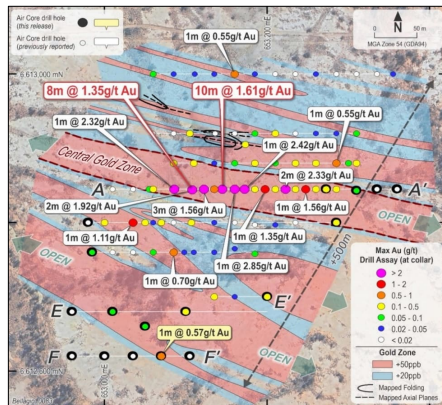 Air Core drill hole
(this release)
Air Core drill hole
(previously reported)
1m @ 0.55g/t Au
N
50 m
MGA Zone 54 (GDA94)
6,613,000 mN
8m @ 1.35g/t Au
10m @ 1.61g/t Au
1m @ 0.55g/t Au
1m @ 2.32g/t Au
1m @ 2.42g/t Au
2m @ 2.33g/t Au
Central Gold Zone
A
A'
2m @ 1.92g/t Au
3m @ 1.56g/t Au
1m @ 1.56g/t Au
1m @ 1.11g/t Au
1m @ 1.35g/t Au
1m @ 2.85g/t Au
+500m
OPEN
1m @ 0.70g/t Au
E
E'
OPEN
F
F'
1m @ 0.57g/t Au
Max Au (g/t)
Drill Assay (at collar)
> 2
1 - 2
0.5 - 1
0.1 - 0.5
0.05 - 0.1
0.02 - 0.05
< 0.02
Gold Zone
+50ppb
+20ppb
Mapped Folding
Mapped Axial Planes